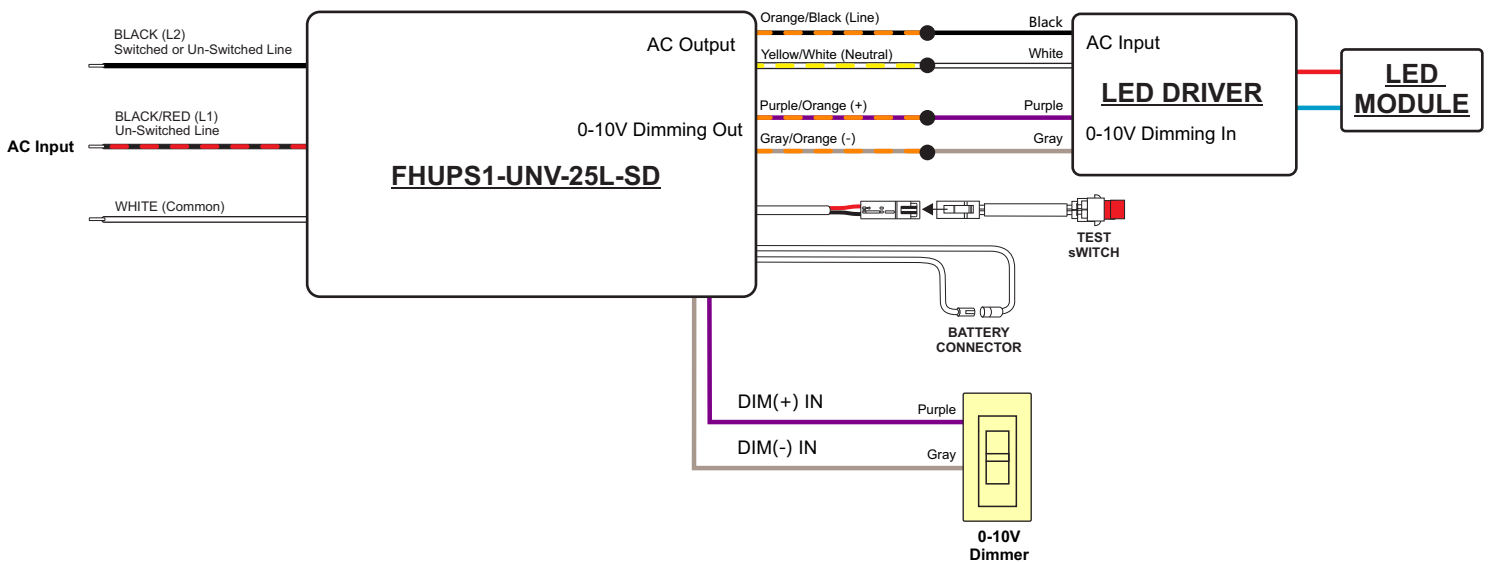 BLACK (L2)
Switched or Un-Switched Line
BLACK/RED (L1)
Un-Switched Line
AC Input
WHITE (Common)
AC Output
0-10V Dimming Out
FHUPS1-UNV-25L-SD
Orange/Black (Line)
Yellow/White (Neutral)
Purple/Orange (+)
Gray/Orange (-)
Black
White
Purple
Gray
AC Input
LED DRIVER
0-10V Dimming In
LED
MODULE
TEST
sWITCH
BATTERY
CONNECTOR
DIM(+) IN
Purple
DIM(-) IN
Gray
0-10V
Dimmer